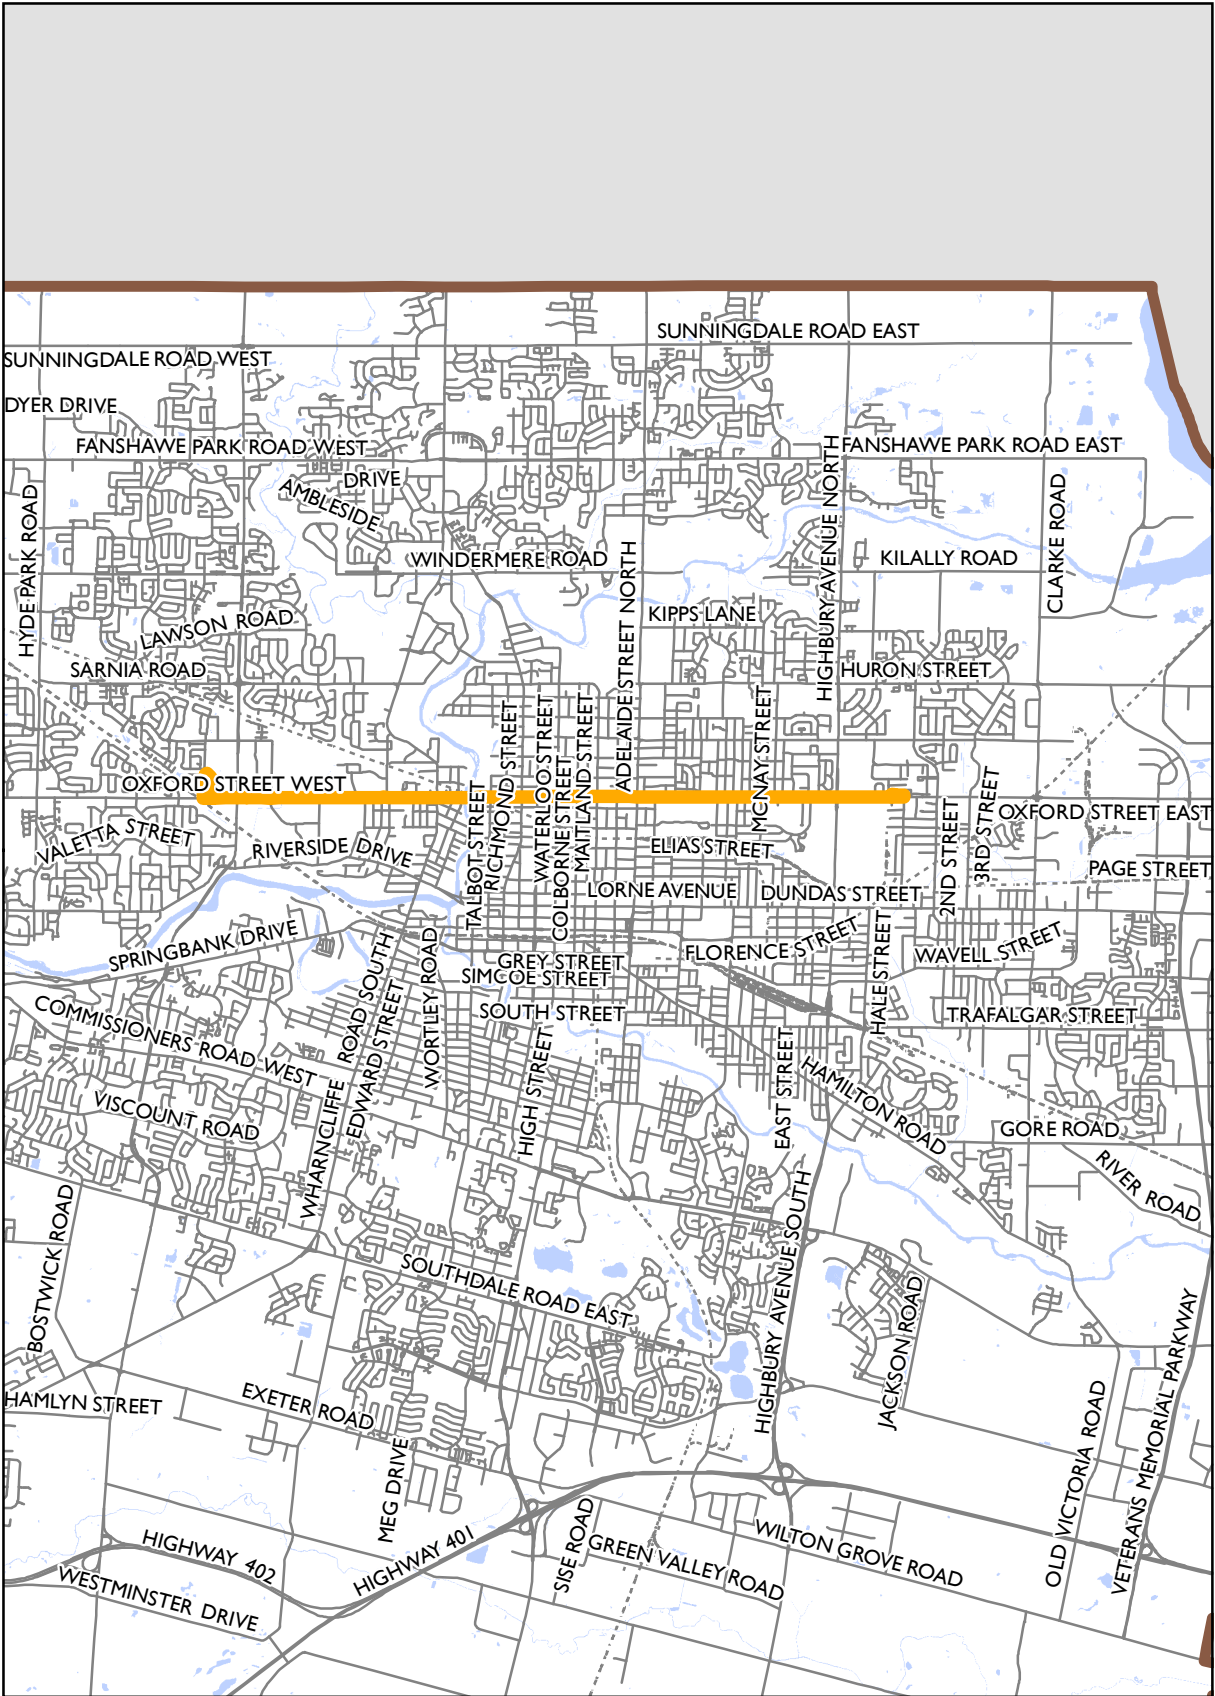 SUNNINGDALE ROAD EAST
SUNNINGDALE ROAD WEST
DYER DRIVE
FANSHAWE PARK ROAD WEST
FANSHAWE PARK ROAD EAST
AMBLESIDE DRIVE
HYDE PARK ROAD
HIGHBURY AVENUE NORTH
CLARKE ROAD
WINDERMERE ROAD
KILALLY ROAD
ADELAIDE STREET NORTH
KIPPS LANE
LAWSON ROAD
SARNIA ROAD
HURON STREET
OXFORD STREET WEST
TALBOT STREET
RICHMOND STREET
WATERLOO STREET
COLBORNE STREET
MAITLAND STREET
MCNAY STREET
2ND STREET
3RD STREET
OXFORD STREET EAST
VALETTA STREET
RIVERSIDE DRIVE
ELIAS STREET
PAGE STREET
LORNE AVENUE
DUNDAS STREET
SPRINGBANK DRIVE
FLORENCE STREET
WAVELL STREET
GREY STREET
SIMCOE STREET
SOUTH STREET
HALE STREET
TRAFALGAR STREET
COMMISSIONERS ROAD WEST
WHARNCLIFFE ROAD SOUTH
EDWARD STREET
WORTLEY ROAD
HIGH STREET
EAST STREET
HAMILTON ROAD
VISCOUNT ROAD
GORE ROAD
RIVER ROAD
BOSTWICK ROAD
HIGHBURY AVENUE SOUTH
SOUTHDALE ROAD EAST
JACKSON ROAD
HAMLYN STREET
EXETER ROAD
MEG DRIVE
OLD VICTORIA ROAD
VETERANS MEMORIAL PARKWAY
HIGHWAY 402
HIGHWAY 401
SISE ROAD
GREEN VALLEY ROAD
WILTON GROVE ROAD
WESTMINSTER DRIVE